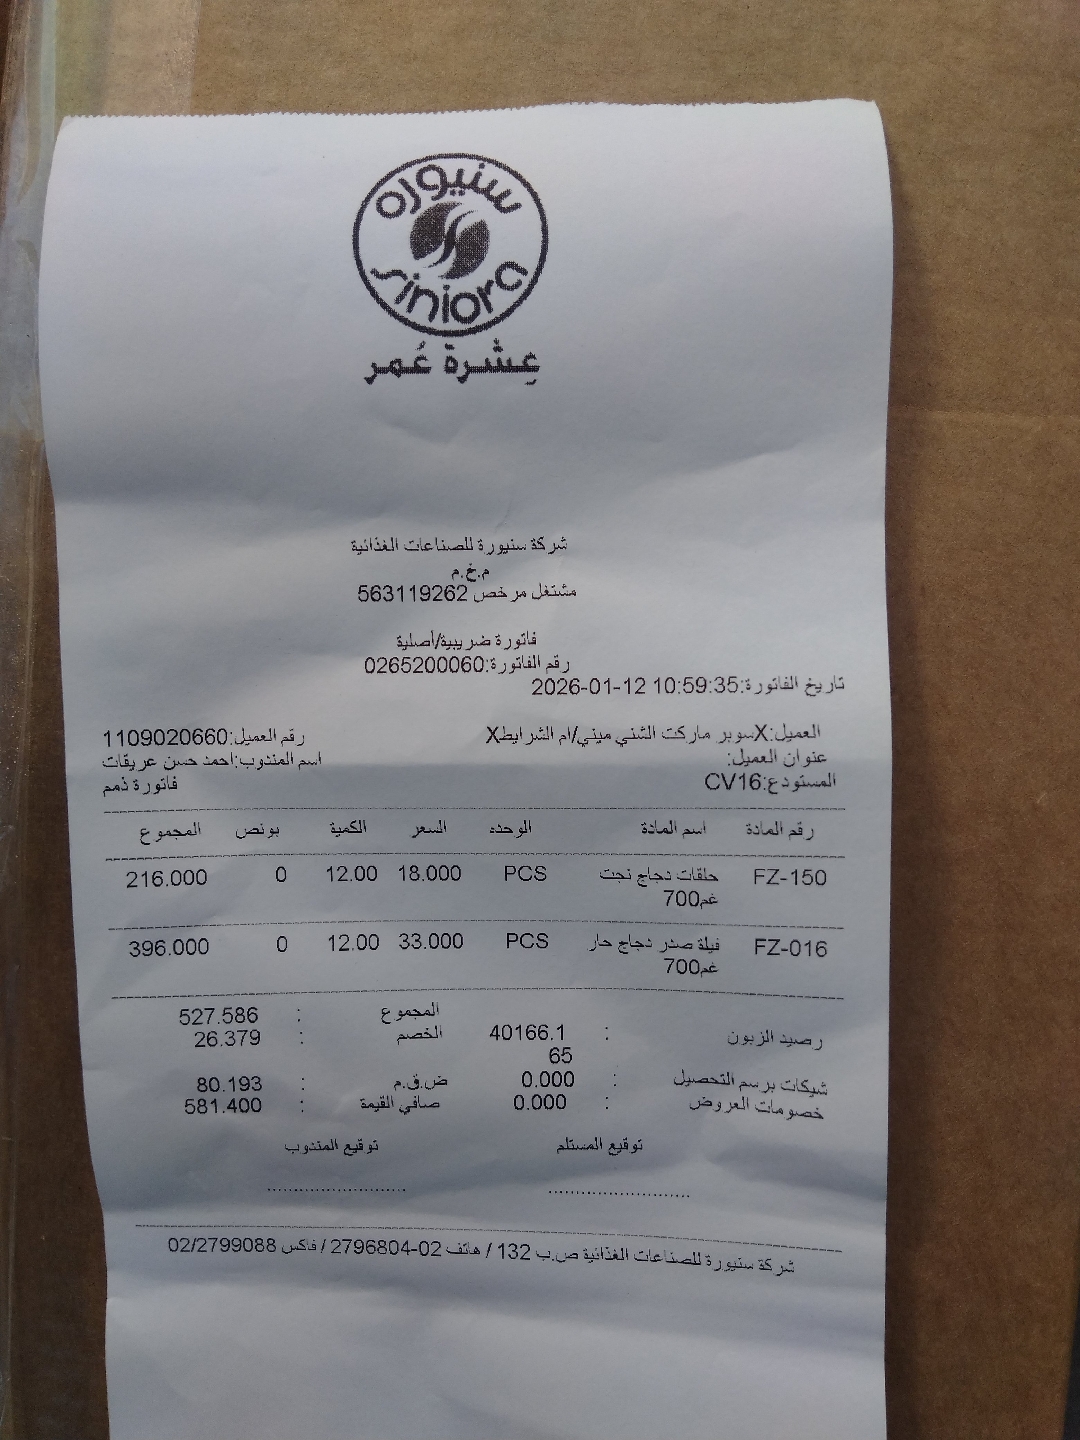 سنيوره
siniora
عِشرة عُمر
شركة سنيورة للصناعات الغذائية
م.خ.م
مشتغل مرخص 563119262
فاتورة ضريبية/أصلية
رقم الفاتورة:0265200060
تاريخ الفاتورة:2026-01-12 10:59:35
العميل:Xسوبر ماركت الشني ميني/ام الشرايطX رقم العميل:1109020660
عنوان العميل: اسم المندوب:احمد حسن عريقات
المستودع:CV16 فاتورة ذمم
رقم المادة اسم المادة الوحده السعر الكمية بونص المجموع
FZ-150 حلقات دجاج نجت PCS 18.000 12.00 0 216.000
700غم
FZ-016 فيلة صدر دجاج حار PCS 33.000 12.00 0 396.000
700غم
المجموع : 527.586
رصيد الزبون : 40166.1 الخصم : 26.379
65
شيكات برسم التحصيل : 0.000 ض.ق.م : 80.193
خصومات العروض : 0.000 صافي القيمة : 581.400
توقيع المستلم توقيع المندوب
شركة سنيورة للصناعات الغذائية ص.ب 132 / هاتف 02-2796804 / فاكس 02/2799088